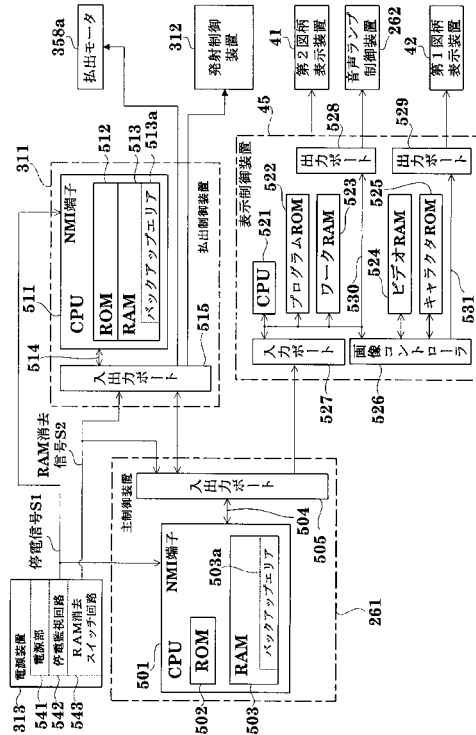 313
電源装置
541
電源部
542
停電監視回路
543
RAM消去
スイッチ回路
停電信号S1
RAM消去
信号S2
311
511
NMI端子
CPU
512
ROM
513
RAM
513a
バックアップエリア
514
515
入出力ポート
払出制御装置
358a
払出モータ
312
発射制御
装置
261
主制御装置
501
NMI端子
CPU
502
ROM
503
RAM
503a
バックアップエリア
504
505
入出力ポート
45
表示制御装置
521
CPU
522
プログラムROM
523
ワークRAM
524
ビデオRAM
525
キャラクタROM
526
画像コントローラ
527
入力ポート
528
出力ポート
529
出力ポート
530
531
41
第2図柄
表示装置
262
音声ランプ
制御装置
42
第1図柄
表示装置